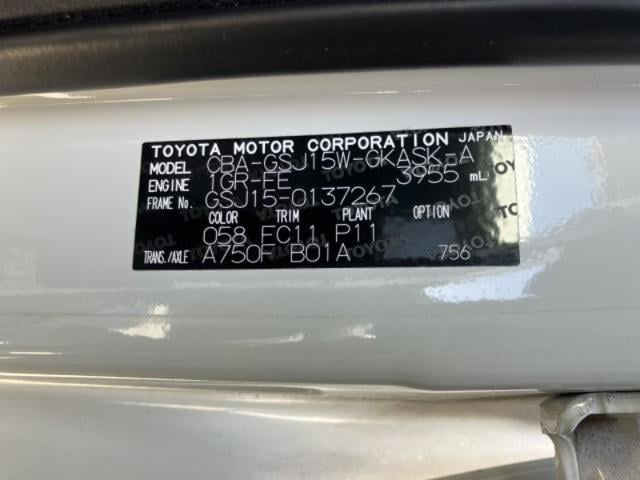 TOYOTA MOTOR CORPORATION JAPAN
MODEL CBA-GSJ15W-GKASK-A
ENGINE 1GR-FE 3955 mL
FRAME No. GSJ15-0137267
COLOR TRIM PLANT OPTION
058 FC11 P11
TRANS./AXLE A750F B01A 756